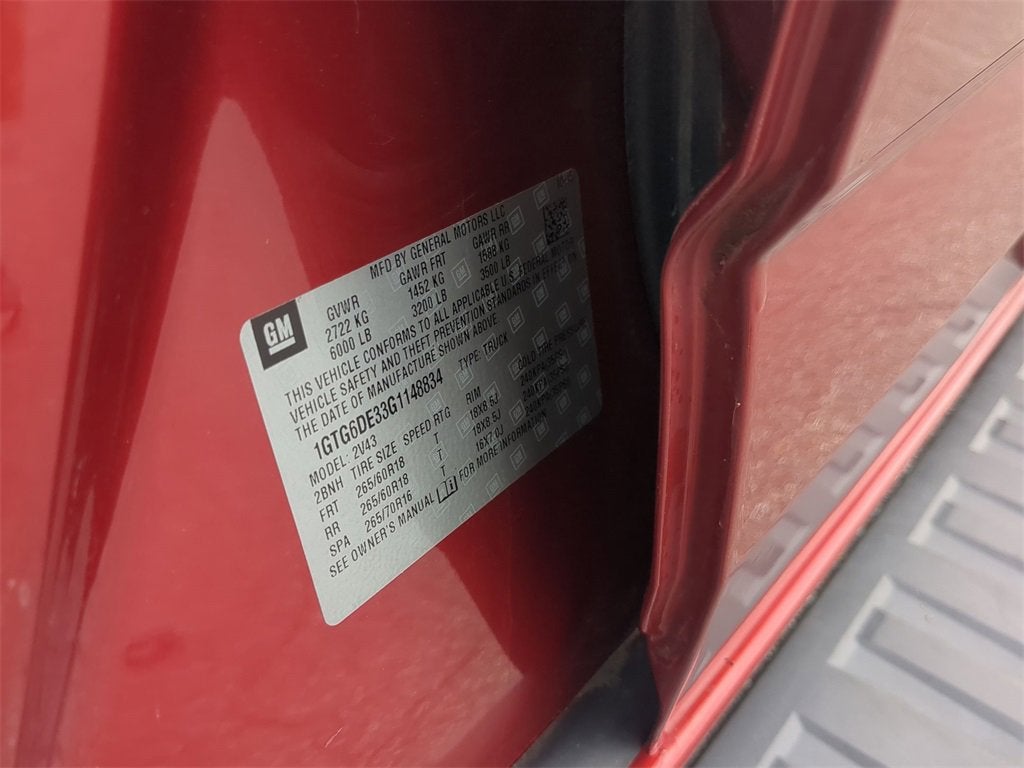 MFD BY GENERAL MOTORS LLC
GM
GVWR GAWR FRT GAWR RR
2722 KG 1452 KG 1588 KG
6000 LB 3200 LB 3500 LB
THIS VEHICLE CONFORMS TO ALL APPLICABLE U.S. FEDERAL MOTOR
VEHICLE SAFETY AND THEFT PREVENTION STANDARDS IN EFFECT ON
THE DATE OF MANUFACTURE SHOWN ABOVE
1GTG6DE33G1148834 TYPE: TRUCK
MODEL: 2V43
2BNH TIRE SIZE SPEED RTG RIM COLD TIRE PRESSURE
FRT 265/60R18 T 18X8.5J
RR 265/60R18 T 18X8.5J
SPA 265/70R16 T 16X7.0J
SEE OWNER'S MANUAL FOR MORE INFORMATION